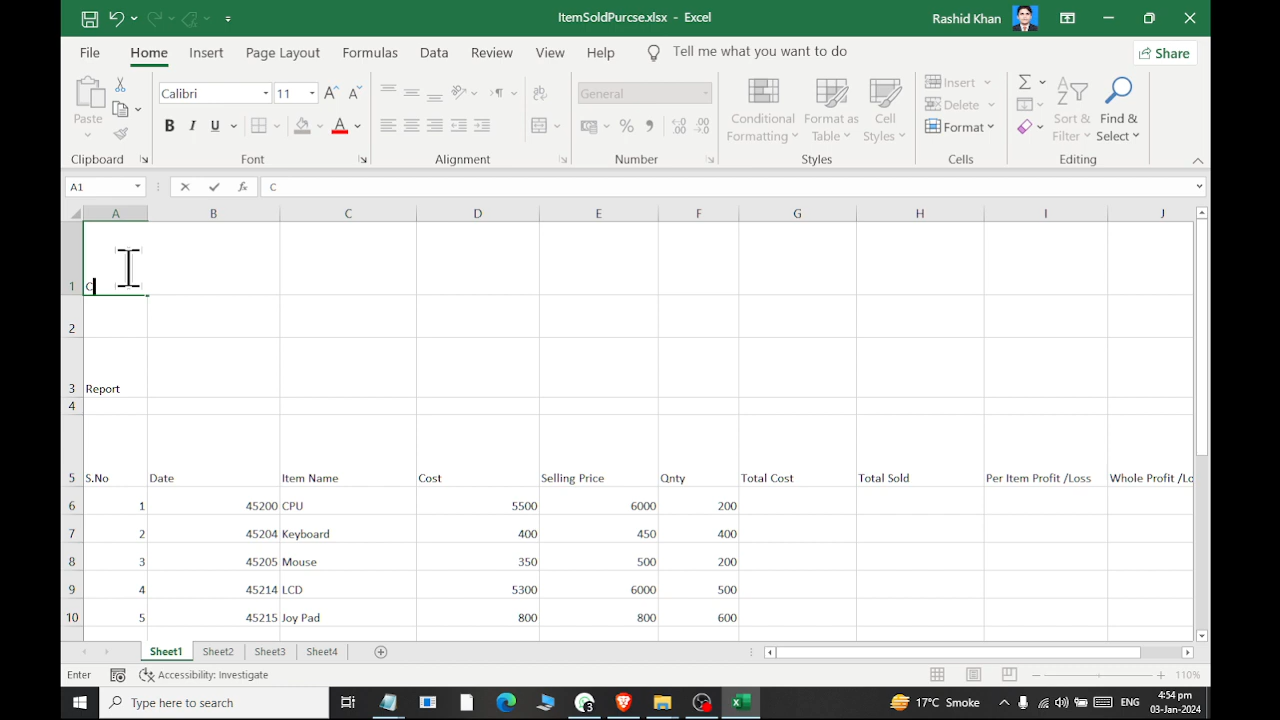 ItemSoldPurcse.xlsx - Excel
Rashid Khan
File Home Insert Page Layout Formulas Data Review View Help Tell me what you want to do Share
Paste
Clipboard
Calibri 11
B I U A
Font
Alignment
General
% , .00
Number
Conditional Formatting
Format as Table
Cell Styles
Styles
Insert
Delete
Format
Cells
Sort & Filter
Find & Select
Editing
A1 fx C
A B C D E F G H I J
1 C
2
3 Report
4
5 S.No Date Item Name Cost Selling Price Qnty Total Cost Total Sold Per Item Profit /Loss Whole Profit /Lo
6 1 45200 CPU 5500 6000 200
7 2 45204 Keyboard 400 450 400
8 3 45205 Mouse 350 500 200
9 4 45214 LCD 5300 6000 500
10 5 45215 Joy Pad 800 800 600
Sheet1 Sheet2 Sheet3 Sheet4
Enter Accessibility: Investigate 110%
Type here to search
17°C Smoke
ENG
4:54 pm
03-Jan-2024